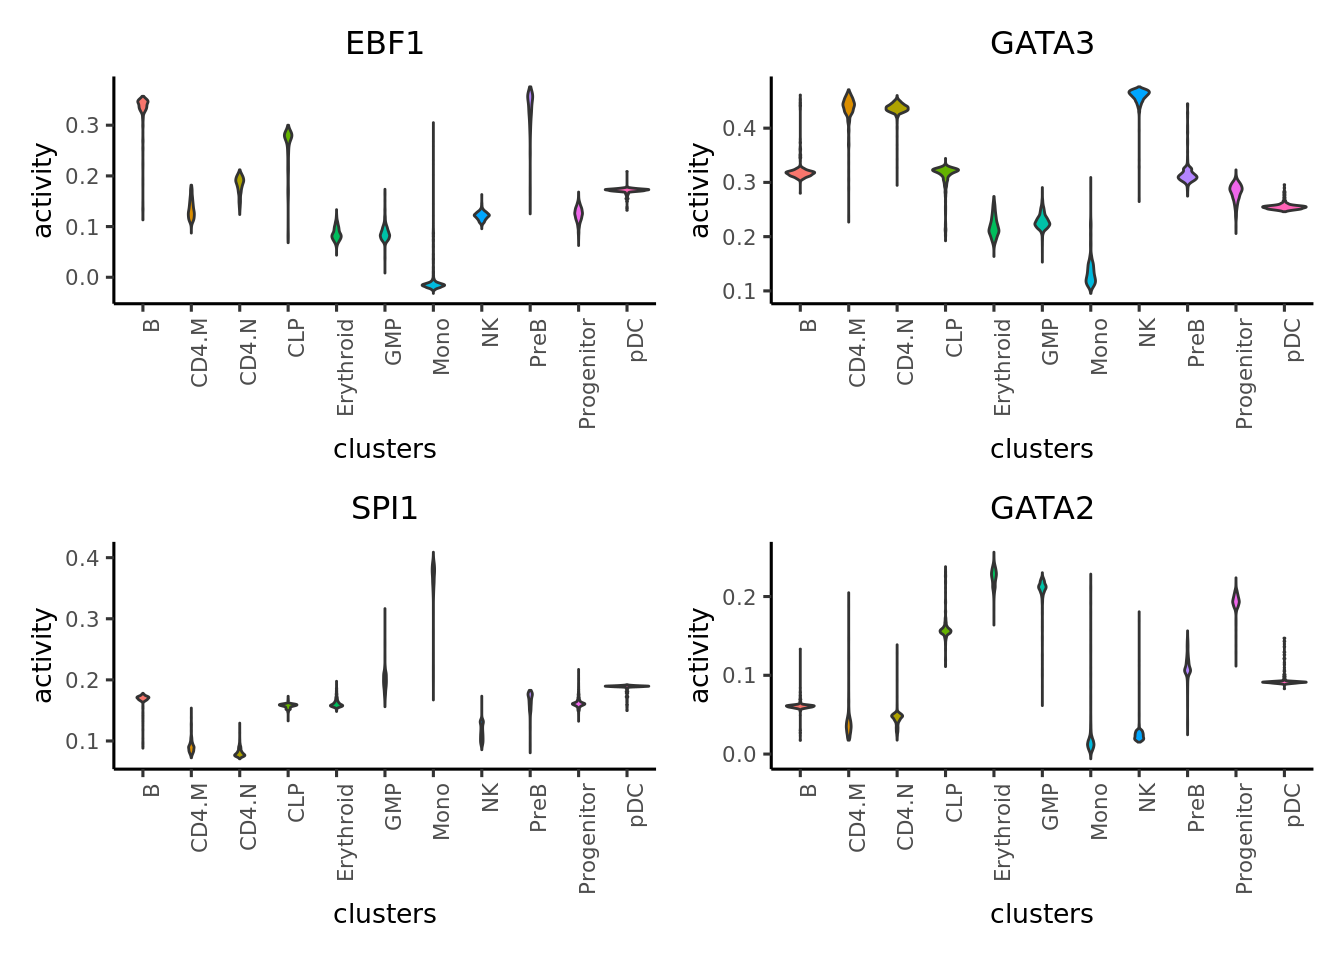 EBF1
activity
0.3
0.2
0.1
0.0
B
CD4.M
CD4.N
CLP
Erythroid
GMP
Mono
NK
PreB
Progenitor
pDC
clusters
GATA3
activity
0.4
0.3
0.2
0.1
B
CD4.M
CD4.N
CLP
Erythroid
GMP
Mono
NK
PreB
Progenitor
pDC
clusters
SPI1
activity
0.4
0.3
0.2
0.1
B
CD4.M
CD4.N
CLP
Erythroid
GMP
Mono
NK
PreB
Progenitor
pDC
clusters
GATA2
activity
0.2
0.1
0.0
B
CD4.M
CD4.N
CLP
Erythroid
GMP
Mono
NK
PreB
Progenitor
pDC
clusters